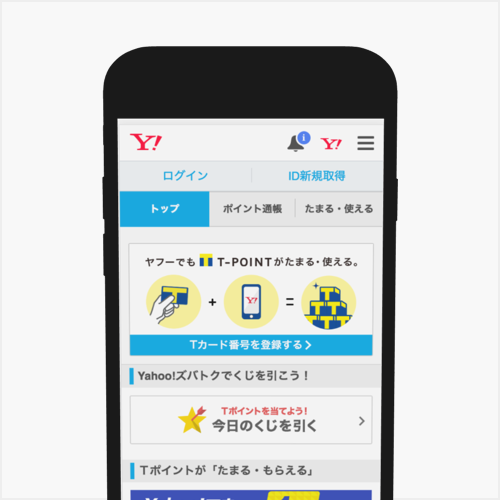 Y!
i
Y!
ログイン
ID新規取得
トップ
ポイント通帳
たまる・使える
ヤフーでも T T-POINTがたまる・使える。
+ Y! =
Tカード番号を登録する
Yahoo!ズバトクでくじを引こう！
Tポイントを当てよう!
今日のくじを引く
Tポイントが「たまる・もらえる」